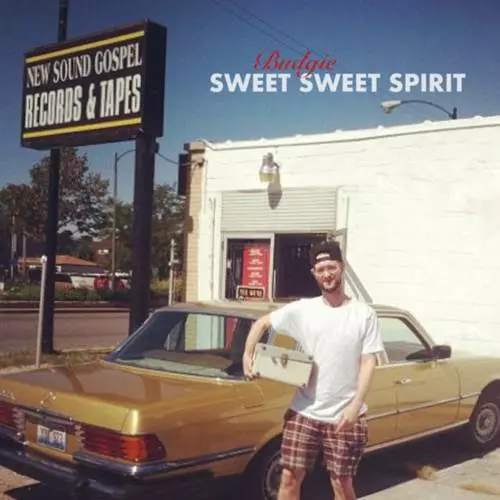 NEW SOUND GOSPEL
RECORDS & TAPES
Budgie
SWEET SWEET SPIRIT